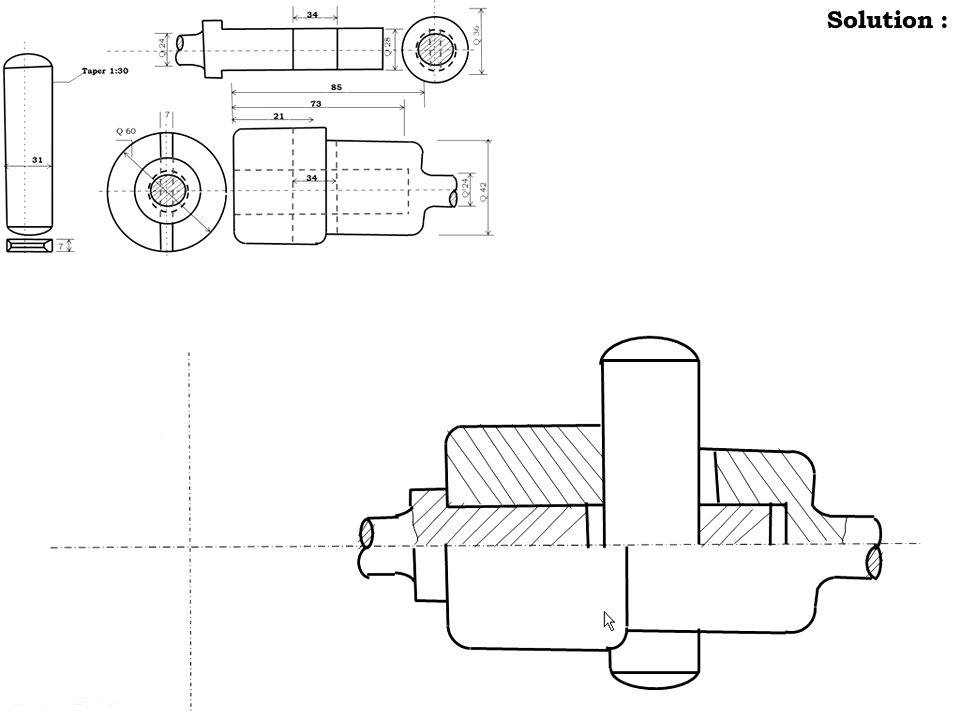 Solution :
34
Q 24
Q 28
Q 36
Taper 1:30
85
73
21
7
Q 60
31
34
Q 24
Q 42
7